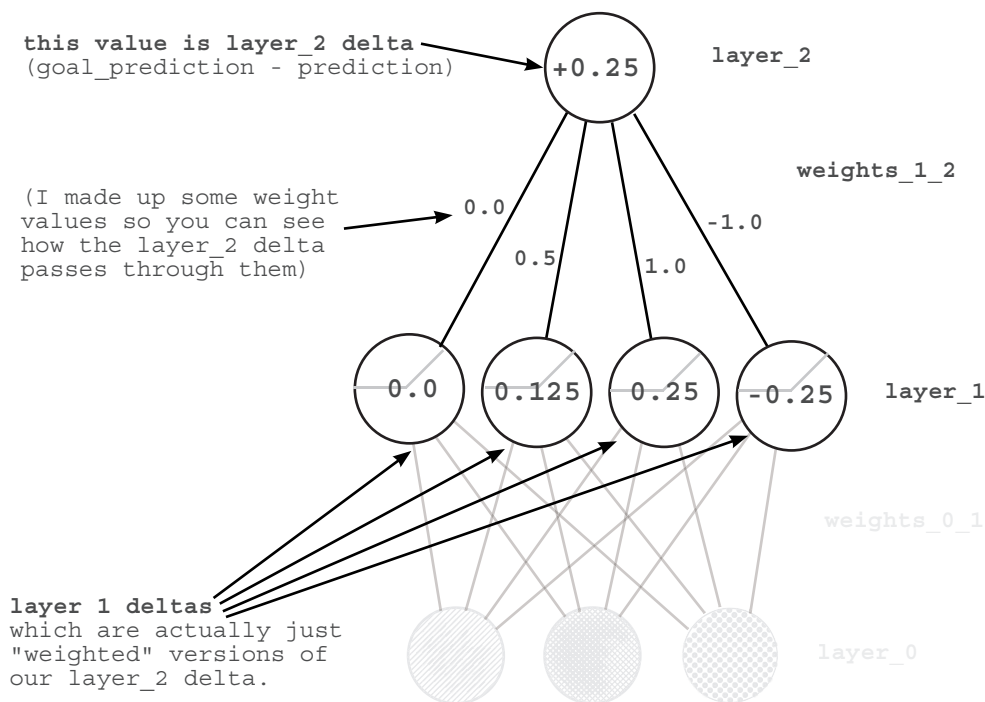 this value is layer_2 delta
(goal_prediction - prediction)
+0.25
layer_2
weights_1_2
(I made up some weight
values so you can see
how the layer_2 delta
passes through them)
0.0
0.5
1.0
-1.0
0.0
0.125
0.25
-0.25
layer_1
weights_0_1
layer 1 deltas
which are actually just
"weighted" versions of
our layer_2 delta.
layer_0